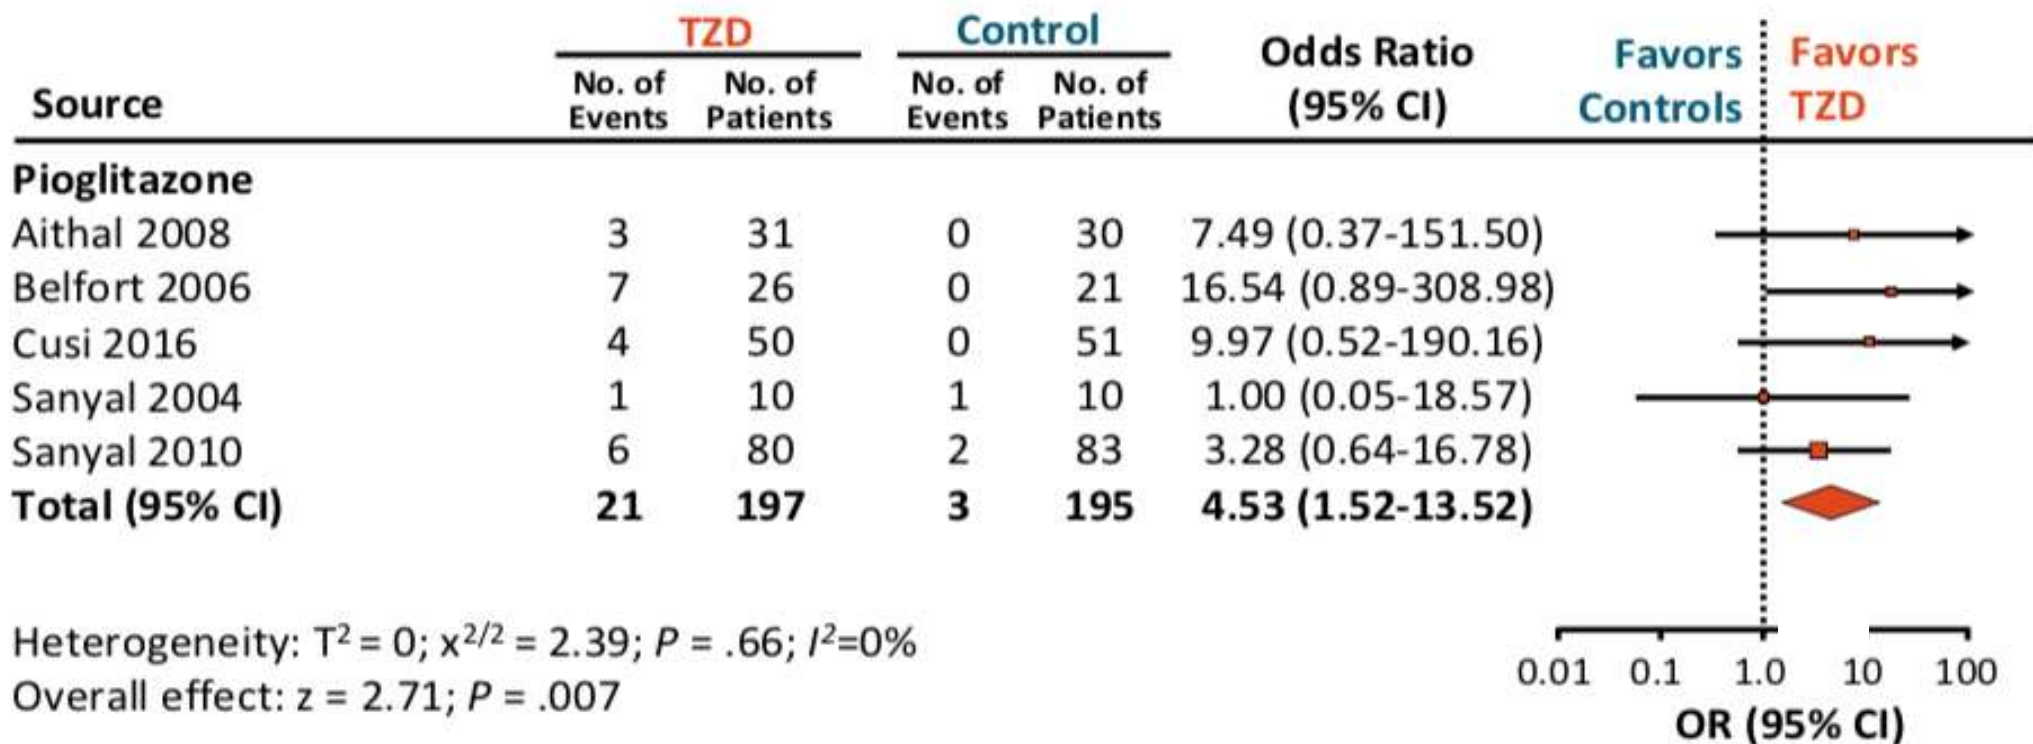 TZD Control Odds Ratio (95% CI) Favors Controls Favors TZD
Source No. of Events No. of Patients No. of Events No. of Patients
Pioglitazone
Aithal 2008 3 31 0 30 7.49 (0.37-151.50)
Belfort 2006 7 26 0 21 16.54 (0.89-308.98)
Cusi 2016 4 50 0 51 9.97 (0.52-190.16)
Sanyal 2004 1 10 1 10 1.00 (0.05-18.57)
Sanyal 2010 6 80 2 83 3.28 (0.64-16.78)
Total (95% CI) 21 197 3 195 4.53 (1.52-13.52)
Heterogeneity: T² = 0; x²/² = 2.39; P = .66; I²=0%
Overall effect: z = 2.71; P = .007
0.01 0.1 1.0 10 100
OR (95% CI)